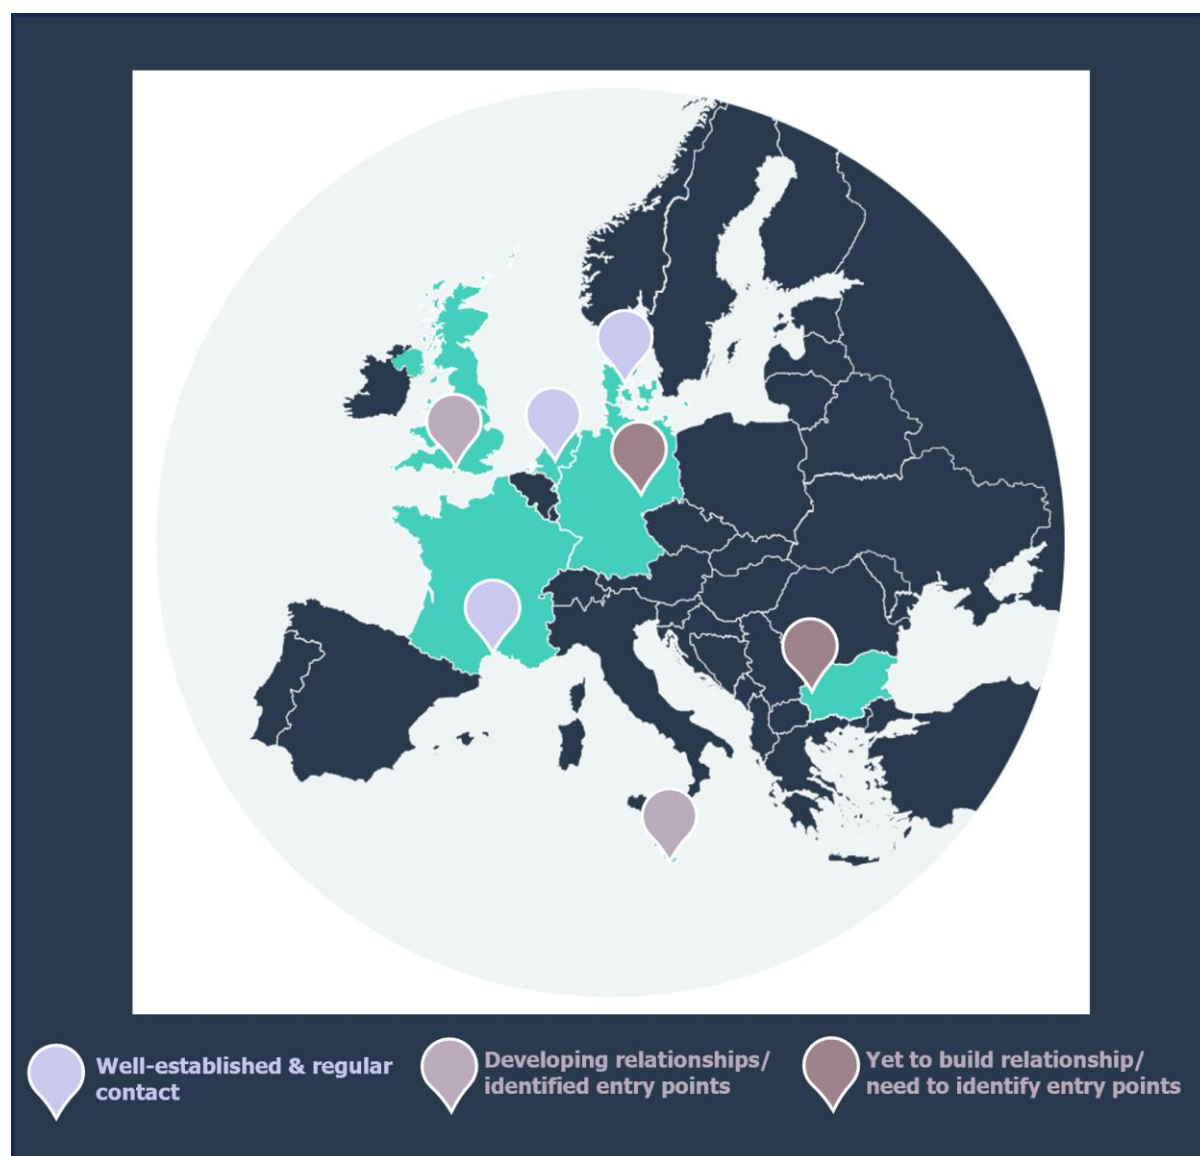 Well-established & regular
contact
Developing relationships/
identified entry points
Yet to build relationship/
need to identify entry points